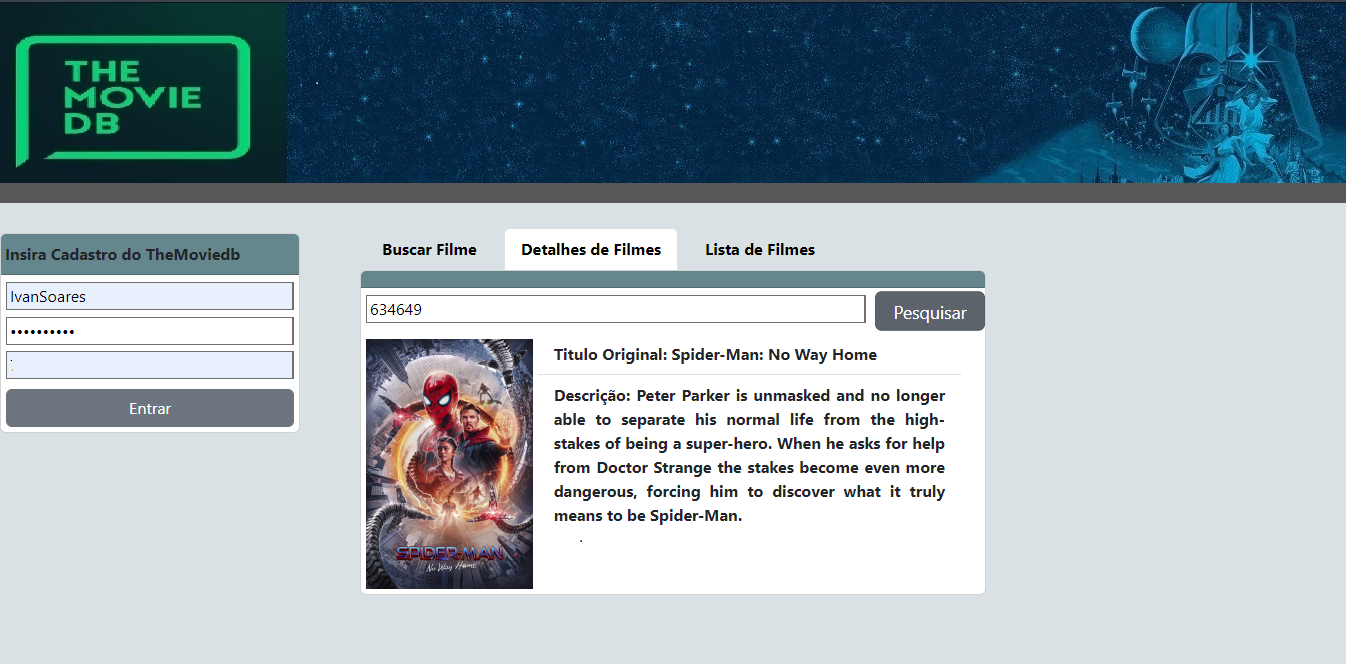 THE
MOVIE
DB
Insira Cadastro do TheMoviedb
IvanSoares
••••••••••
Entrar
Buscar Filme
Detalhes de Filmes
Lista de Filmes
634649
Pesquisar
Titulo Original: Spider-Man: No Way Home
Descrição: Peter Parker is unmasked and no longer
able to separate his normal life from the high-
stakes of being a super-hero. When he asks for help
from Doctor Strange the stakes become even more
dangerous, forcing him to discover what it truly
means to be Spider-Man.
SPIDER-MAN
No Way Home